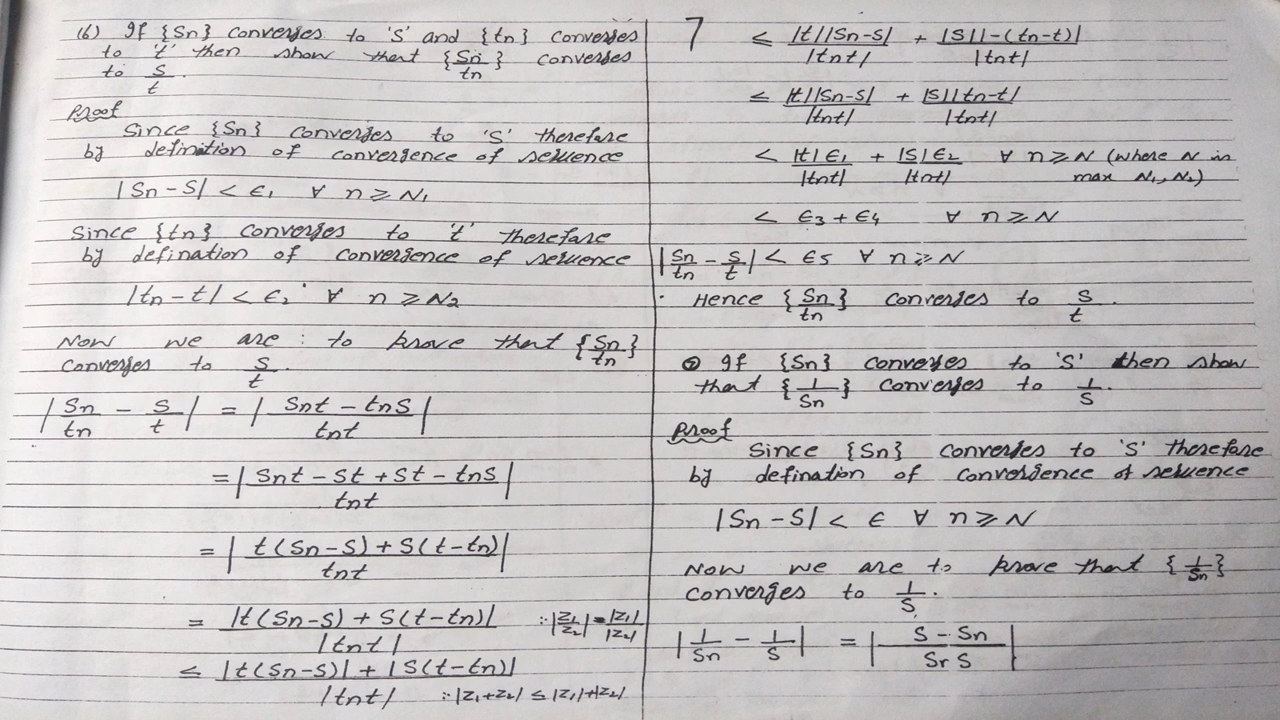 (6) If {Sn} converges to 'S' and {tn} converges
to 't' then show that {Sn/tn} converges
to S/t
Proof
Since {Sn} converges to 'S' therefore
by definition of convergence of sequence
|Sn-S| < ϵ₁ ∀ n ≥ N₁
Since {tn} converges to 't' therefore
by defination of convergence of sequence
|tn-t| < ϵ₂ ∀ n ≥ N₂
Now we are : to prove that {Sn/tn}
converges to S/t.
|Sn/tn - S/t| = |(Snt - tnS)/tnt|
= |(Snt - St + St - tnS)/tnt|
= |(t(Sn-S) + S(t-tn))/tnt|
= |t(Sn-S) + S(t-tn)|/|tnt| ∵|z₁/z₂| = |z₁|/|z₂|
≤ (|t(Sn-S)| + |S(t-tn)|)/|tnt| ∵|z₁+z₂| ≤ |z₁|+|z₂|
7
≤ |t||Sn-S|/|tnt| + |S||-(tn-t)|/|tnt|
≤ |t||Sn-S|/|tnt| + |S||tn-t|/|tnt|
< |t|ϵ₁/|tnt| + |S|ϵ₂/|tnt| ∀ n ≥ N (where N is
max N₁, N₂)
< ϵ₃ + ϵ₄ ∀ n ≥ N
|Sn/tn - S/t| < ϵ₅ ∀ n ≥ N
Hence {Sn/tn} converges to S/t.
⑦ If {Sn} converges to 'S' then show
that {1/Sn} converges to 1/S.
Proof
Since {Sn} converges to 'S' therefore
by defination of convergence of sequence
|Sn-S| < ϵ ∀ n ≥ N
Now we are to prove that {1/Sn}
converges to 1/S.
|1/Sn - 1/S| = |(S - Sn)/Sn S|